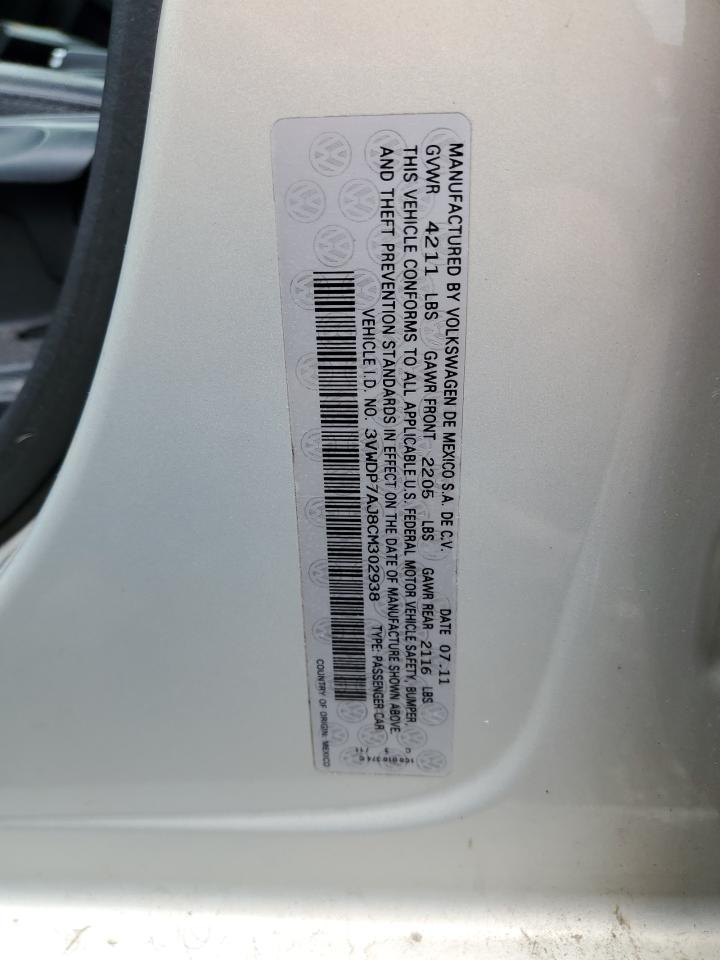 MANUFACTURED BY VOLKSWAGEN DE MEXICO S.A. DE C.V. DATE 07.11
GVWR 4211 LBS GAWR FRONT 2205 LBS GAWR REAR 2116 LBS
THIS VEHICLE CONFORMS TO ALL APPLICABLE U.S. FEDERAL MOTOR VEHICLE SAFETY, BUMPER,
AND THEFT PREVENTION STANDARDS IN EFFECT ON THE DATE OF MANUFACTURE SHOWN ABOVE.
VEHICLE I.D. NO. 3VWDP7AJ8CM302938 TYPE: PASSENGER CAR
COUNTRY OF ORIGIN: MEXICO